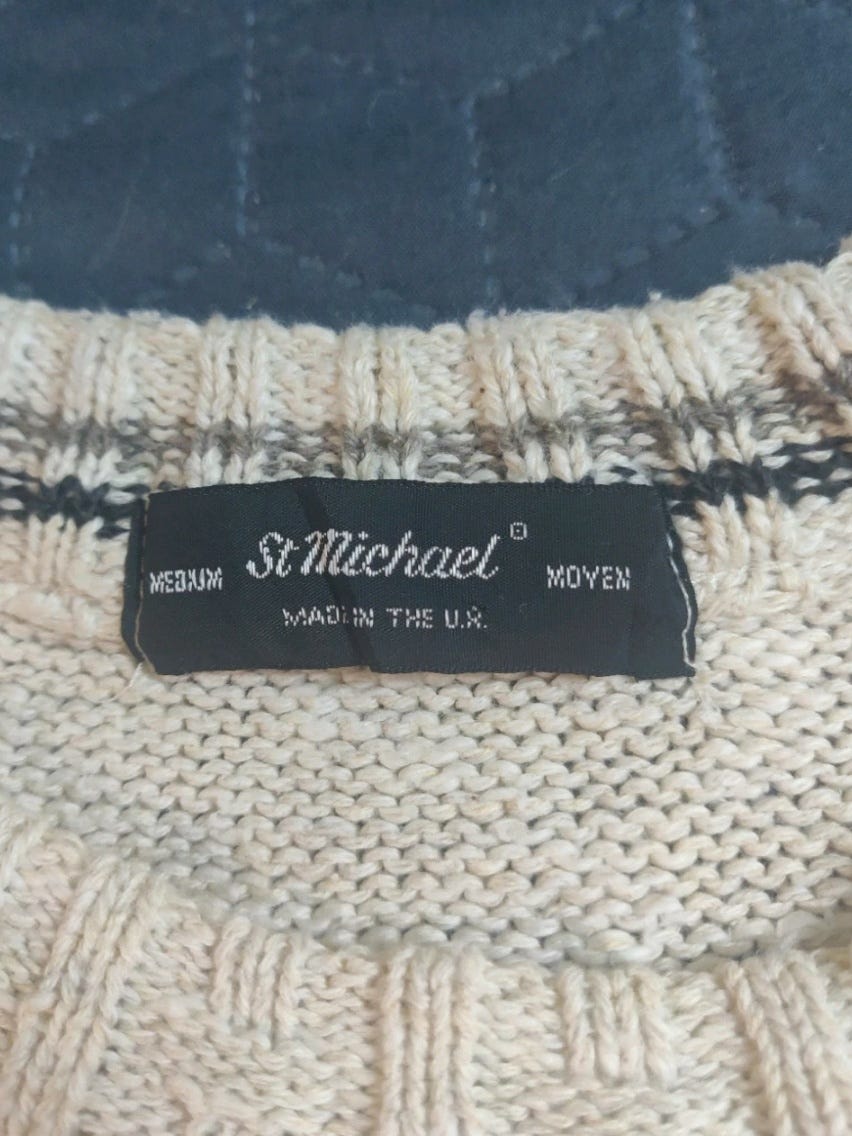 St Michael®
MEDIUM MOYEN
MADE IN THE U.K.